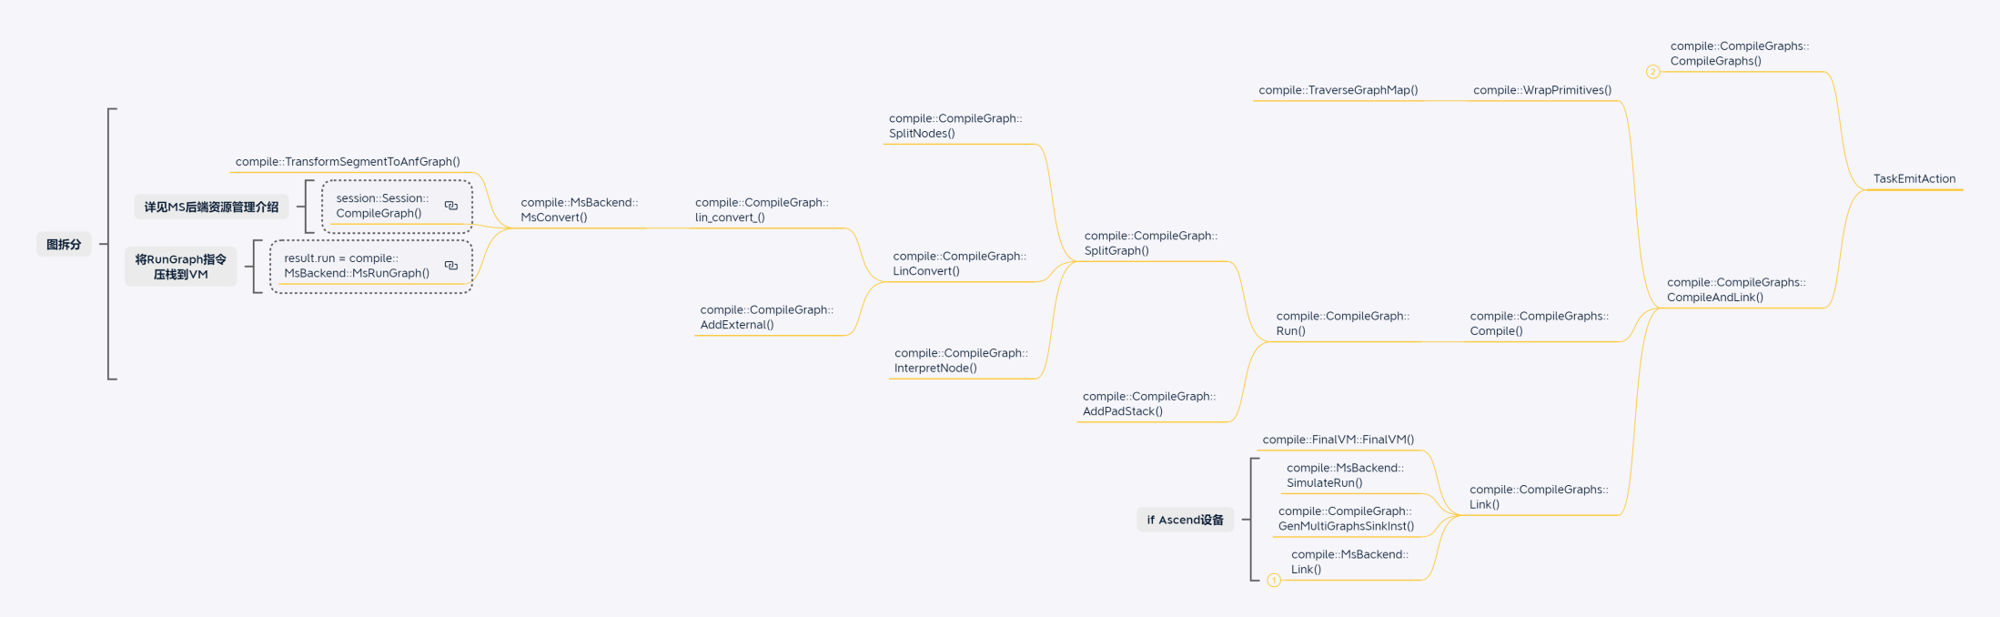 compile::CompileGraphs::
CompileGraphs()
2
compile::TraverseGraphMap()
compile::WrapPrimitives()
compile::CompileGraph::
SplitNodes()
compile::TransformSegmentToAnfGraph()
TaskEmitAction
详见MS后端资源管理介绍
session::Session::
CompileGraph()
compile::MsBackend::
MsConvert()
compile::CompileGraph::
lin_convert_()
图拆分
将RunGraph指令
压栈到VM
result.run = compile::
MsBackend::MsRunGraph()
compile::CompileGraph::
LinConvert()
compile::CompileGraph::
SplitGraph()
compile::CompileGraphs::
CompileAndLink()
compile::CompileGraph::
AddExternal()
compile::CompileGraph::
Run()
compile::CompileGraphs::
Compile()
compile::CompileGraph::
InterpretNode()
compile::CompileGraph::
AddPadStack()
compile::FinalVM::FinalVM()
compile::MsBackend::
SimulateRun()
compile::CompileGraphs::
Link()
if Ascend设备
compile::CompileGraph::
GenMultiGraphsSinkInst()
compile::MsBackend::
Link()
1